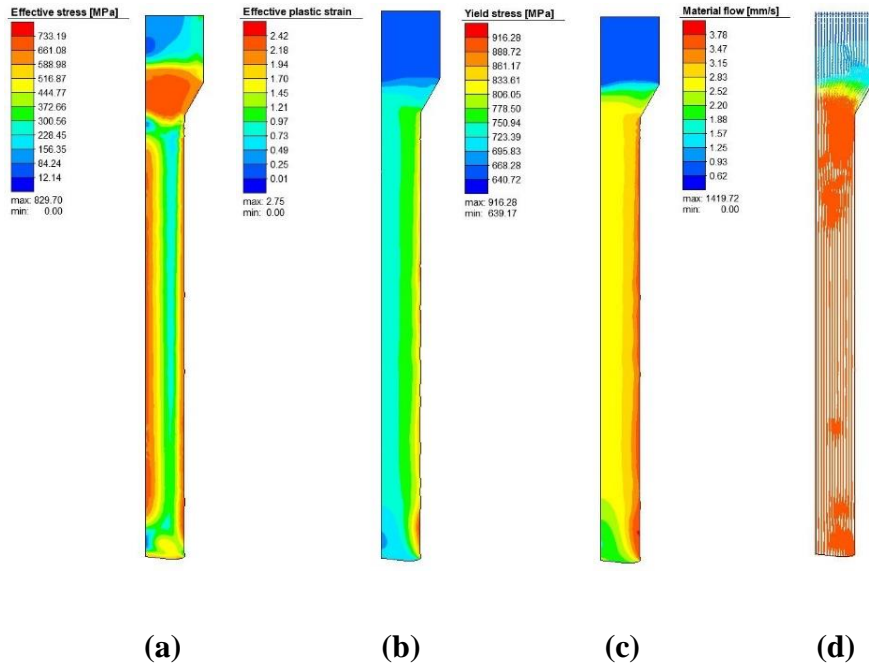 Effective stress [MPa]
733.19
661.08
588.98
516.87
444.77
372.66
300.56
228.45
156.35
84.24
12.14
max: 829.70
min: 0.00
Effective plastic strain
2.42
2.18
1.94
1.70
1.45
1.21
0.97
0.73
0.49
0.25
0.01
max: 2.75
min: 0.00
Yield stress [MPa]
916.28
888.72
861.17
833.61
806.05
778.50
750.94
723.39
695.83
668.28
640.72
max: 916.28
min: 639.17
Material flow [mm/s]
3.78
3.47
3.15
2.83
2.52
2.20
1.88
1.57
1.25
0.93
0.62
max: 1419.72
min: 0.00
(a)
(b)
(c)
(d)